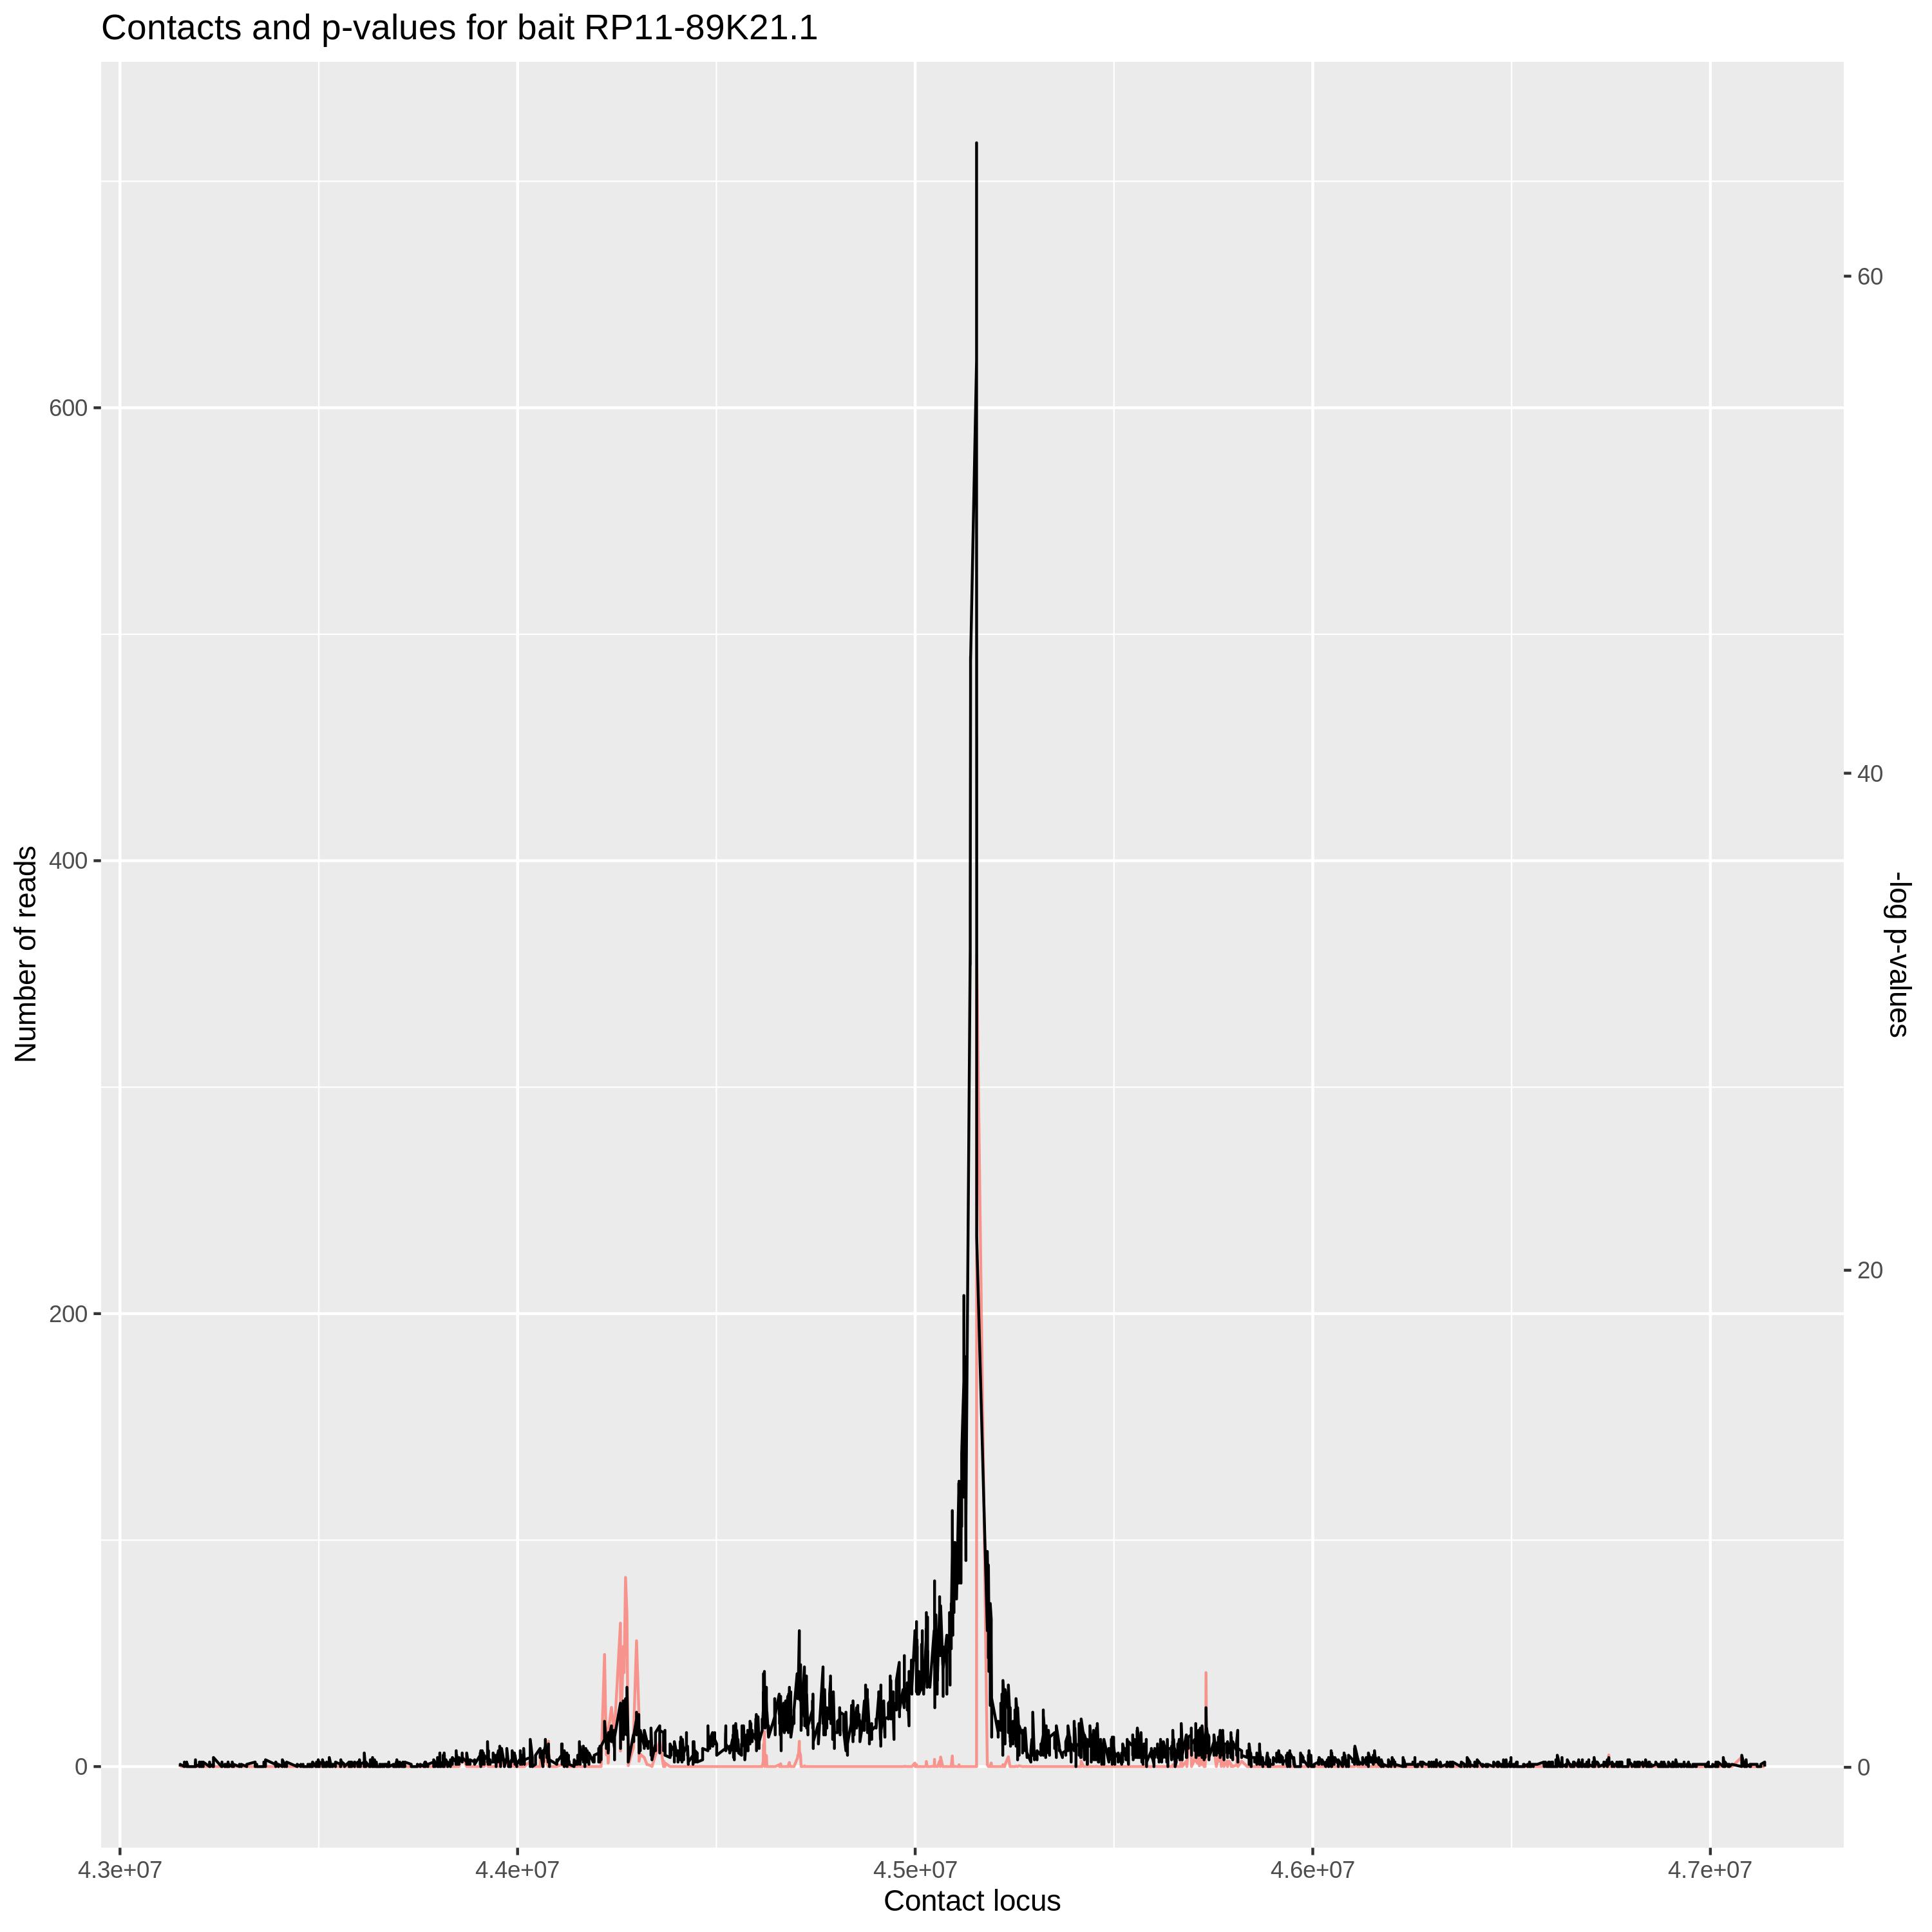 Contacts and p-values for bait RP11-89K21.1
600
400
200
0
Number of reads
60
40
20
0
-log p-values
4.3e+07
4.4e+07
4.5e+07
4.6e+07
4.7e+07
Contact locus